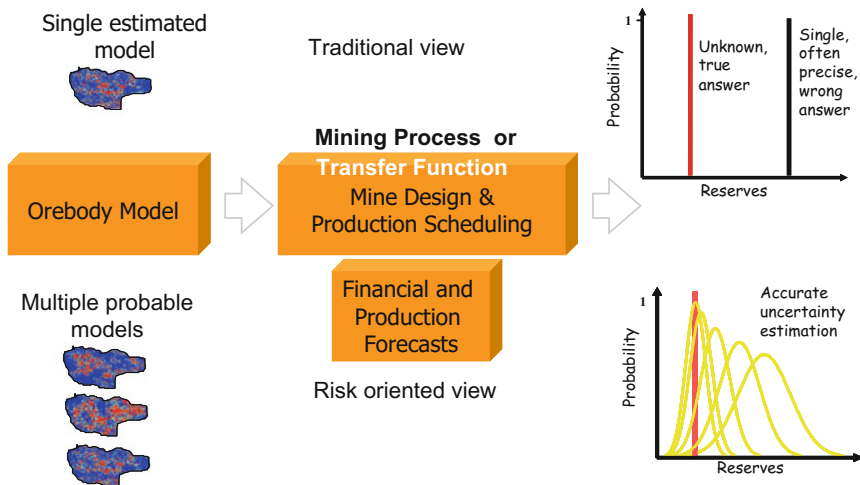 Single estimated
model
Traditional view
1
Probability
Unknown,
true
answer
Single,
often
precise,
wrong
answer
Reserves
Orebody Model
Mining Process or
Transfer Function
Mine Design &
Production Scheduling
Financial and
Production
Forecasts
Multiple probable
models
Risk oriented view
1
Probability
Accurate
uncertainty
estimation
Reserves